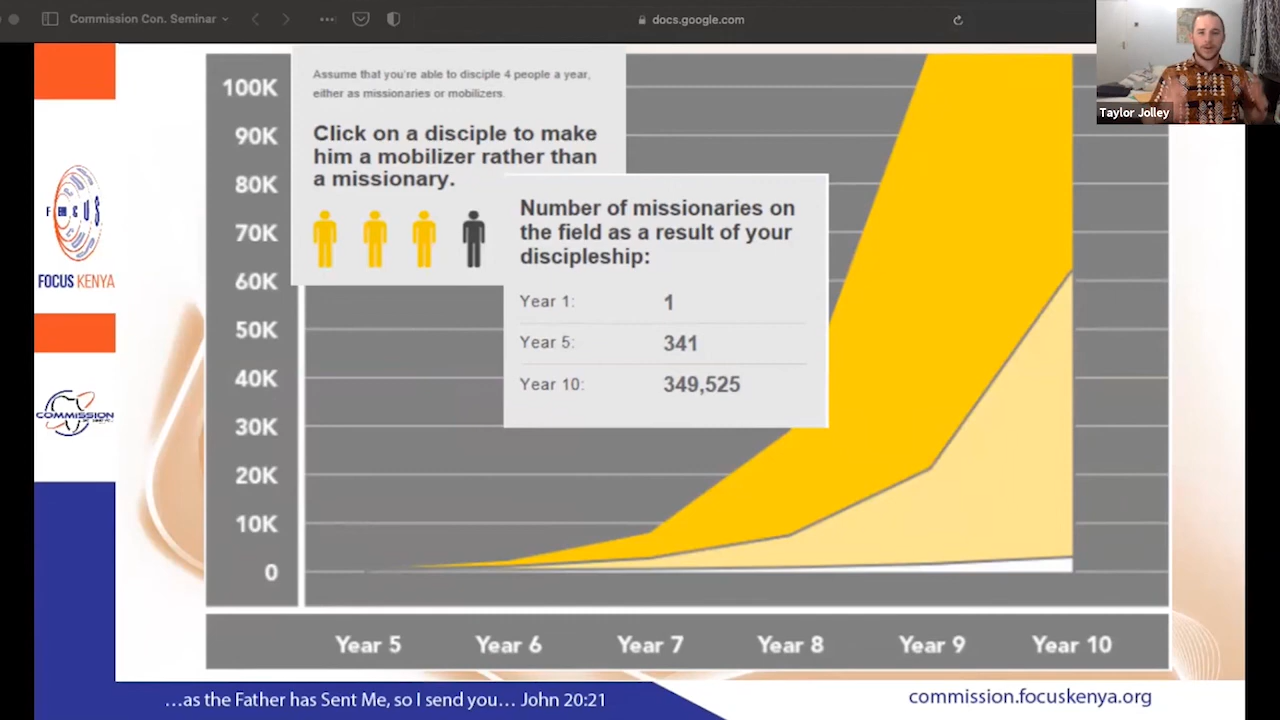 Commission Con. Seminar
docs.google.com
Taylor Jolley
Assume that you're able to disciple 4 people a year,
either as missionaries or mobilizers.
Click on a disciple to make
him a mobilizer rather than
a missionary.
Number of missionaries on
the field as a result of your
discipleship:
Year 1: 1
Year 5: 341
Year 10: 349,525
100K
90K
80K
70K
60K
50K
40K
30K
20K
10K
0
Year 5 Year 6 Year 7 Year 8 Year 9 Year 10
FOCUS
FOCUS KENYA
COMMISSION
…as the Father has Sent Me, so I send you… John 20:21
commission.focuskenya.org